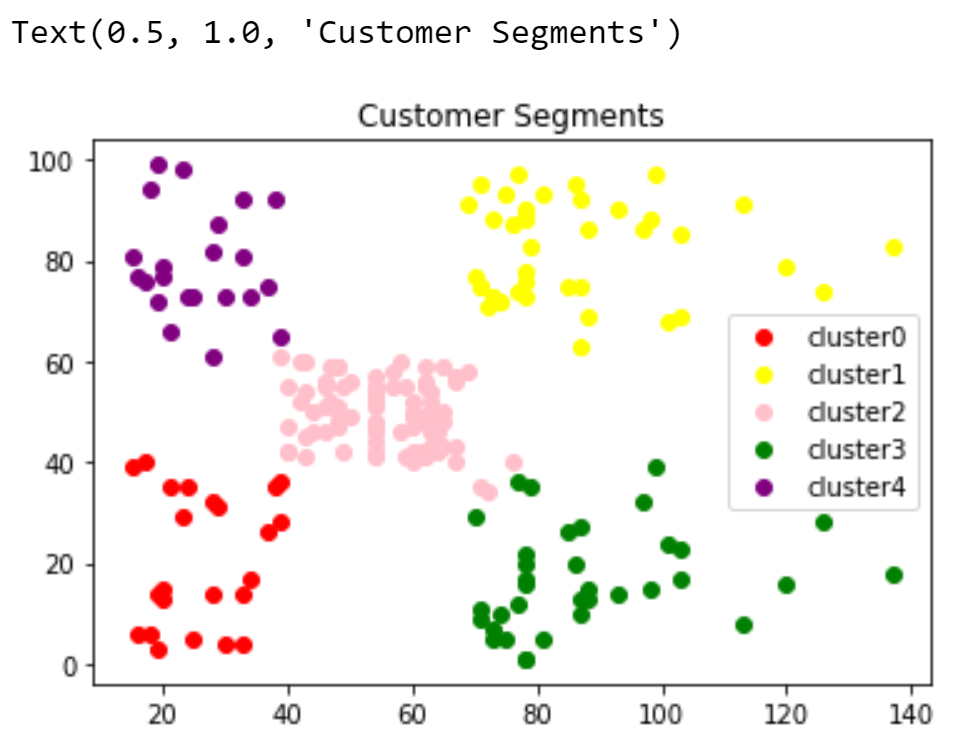 Text(0.5, 1.0, 'Customer Segments')
Customer Segments
100
80
60
40
20
0
cluster0
cluster1
cluster2
cluster3
cluster4
20 40 60 80 100 120 140